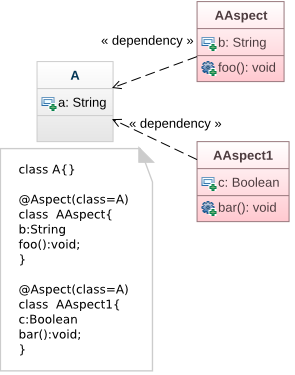 AAspect
b: String
foo(): void
« dependency »
A
a: String
« dependency »
AAspect1
c: Boolean
bar(): void
class A{}
@Aspect(class=A)
class AAspect{
b:String
foo():void;
}
@Aspect(class=A)
class AAspect1{
c:Boolean
bar():void;
}